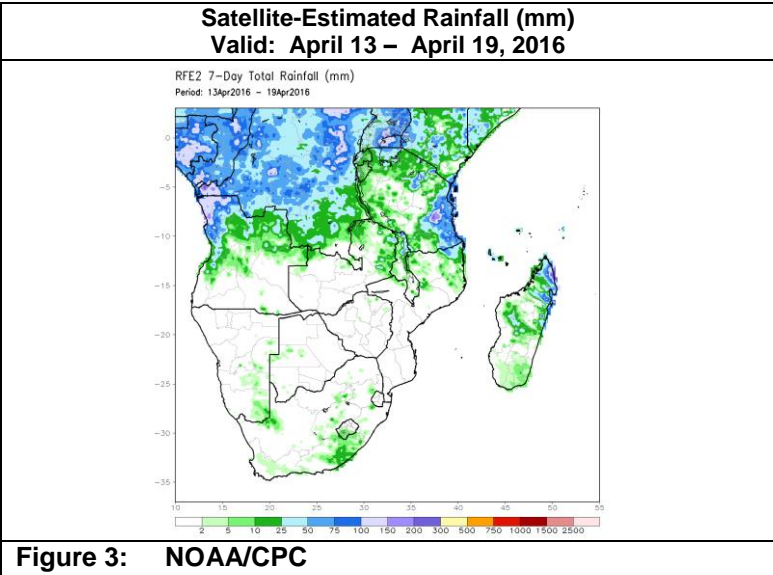 Satellite-Estimated Rainfall (mm)
Valid: April 13 – April 19, 2016
RFE2 7-Day Total Rainfall (mm)
Period: 13Apr2016 - 19Apr2016
0
-5
-10
-15
-20
-25
-30
-35
10 15 20 25 30 35 40 45 50 55
2 5 10 25 50 75 100 150 200 300 500 750 1000 1500 2500
Figure 3: NOAA/CPC